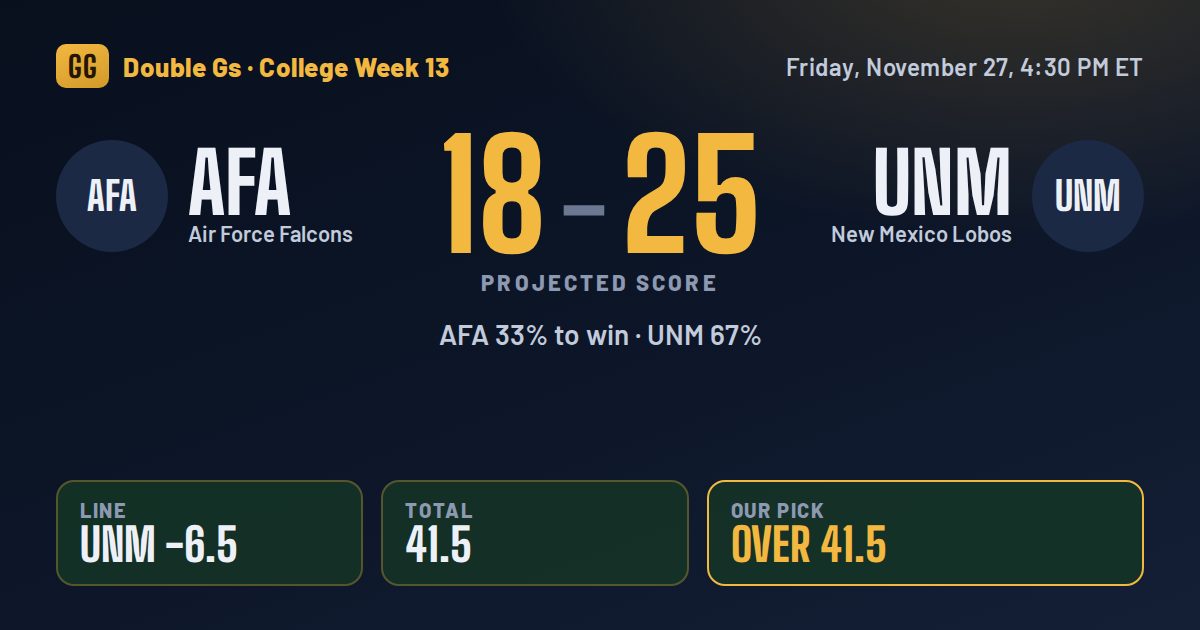 GG Double Gs · College Week 13
Friday, November 27, 4:30 PM ET
AFA
AFA
Air Force Falcons
18 – 25
PROJECTED SCORE
AFA 33% to win · UNM 67%
UNM
New Mexico Lobos
UNM
LINE
UNM −6.5
TOTAL
41.5
OUR PICK
OVER 41.5